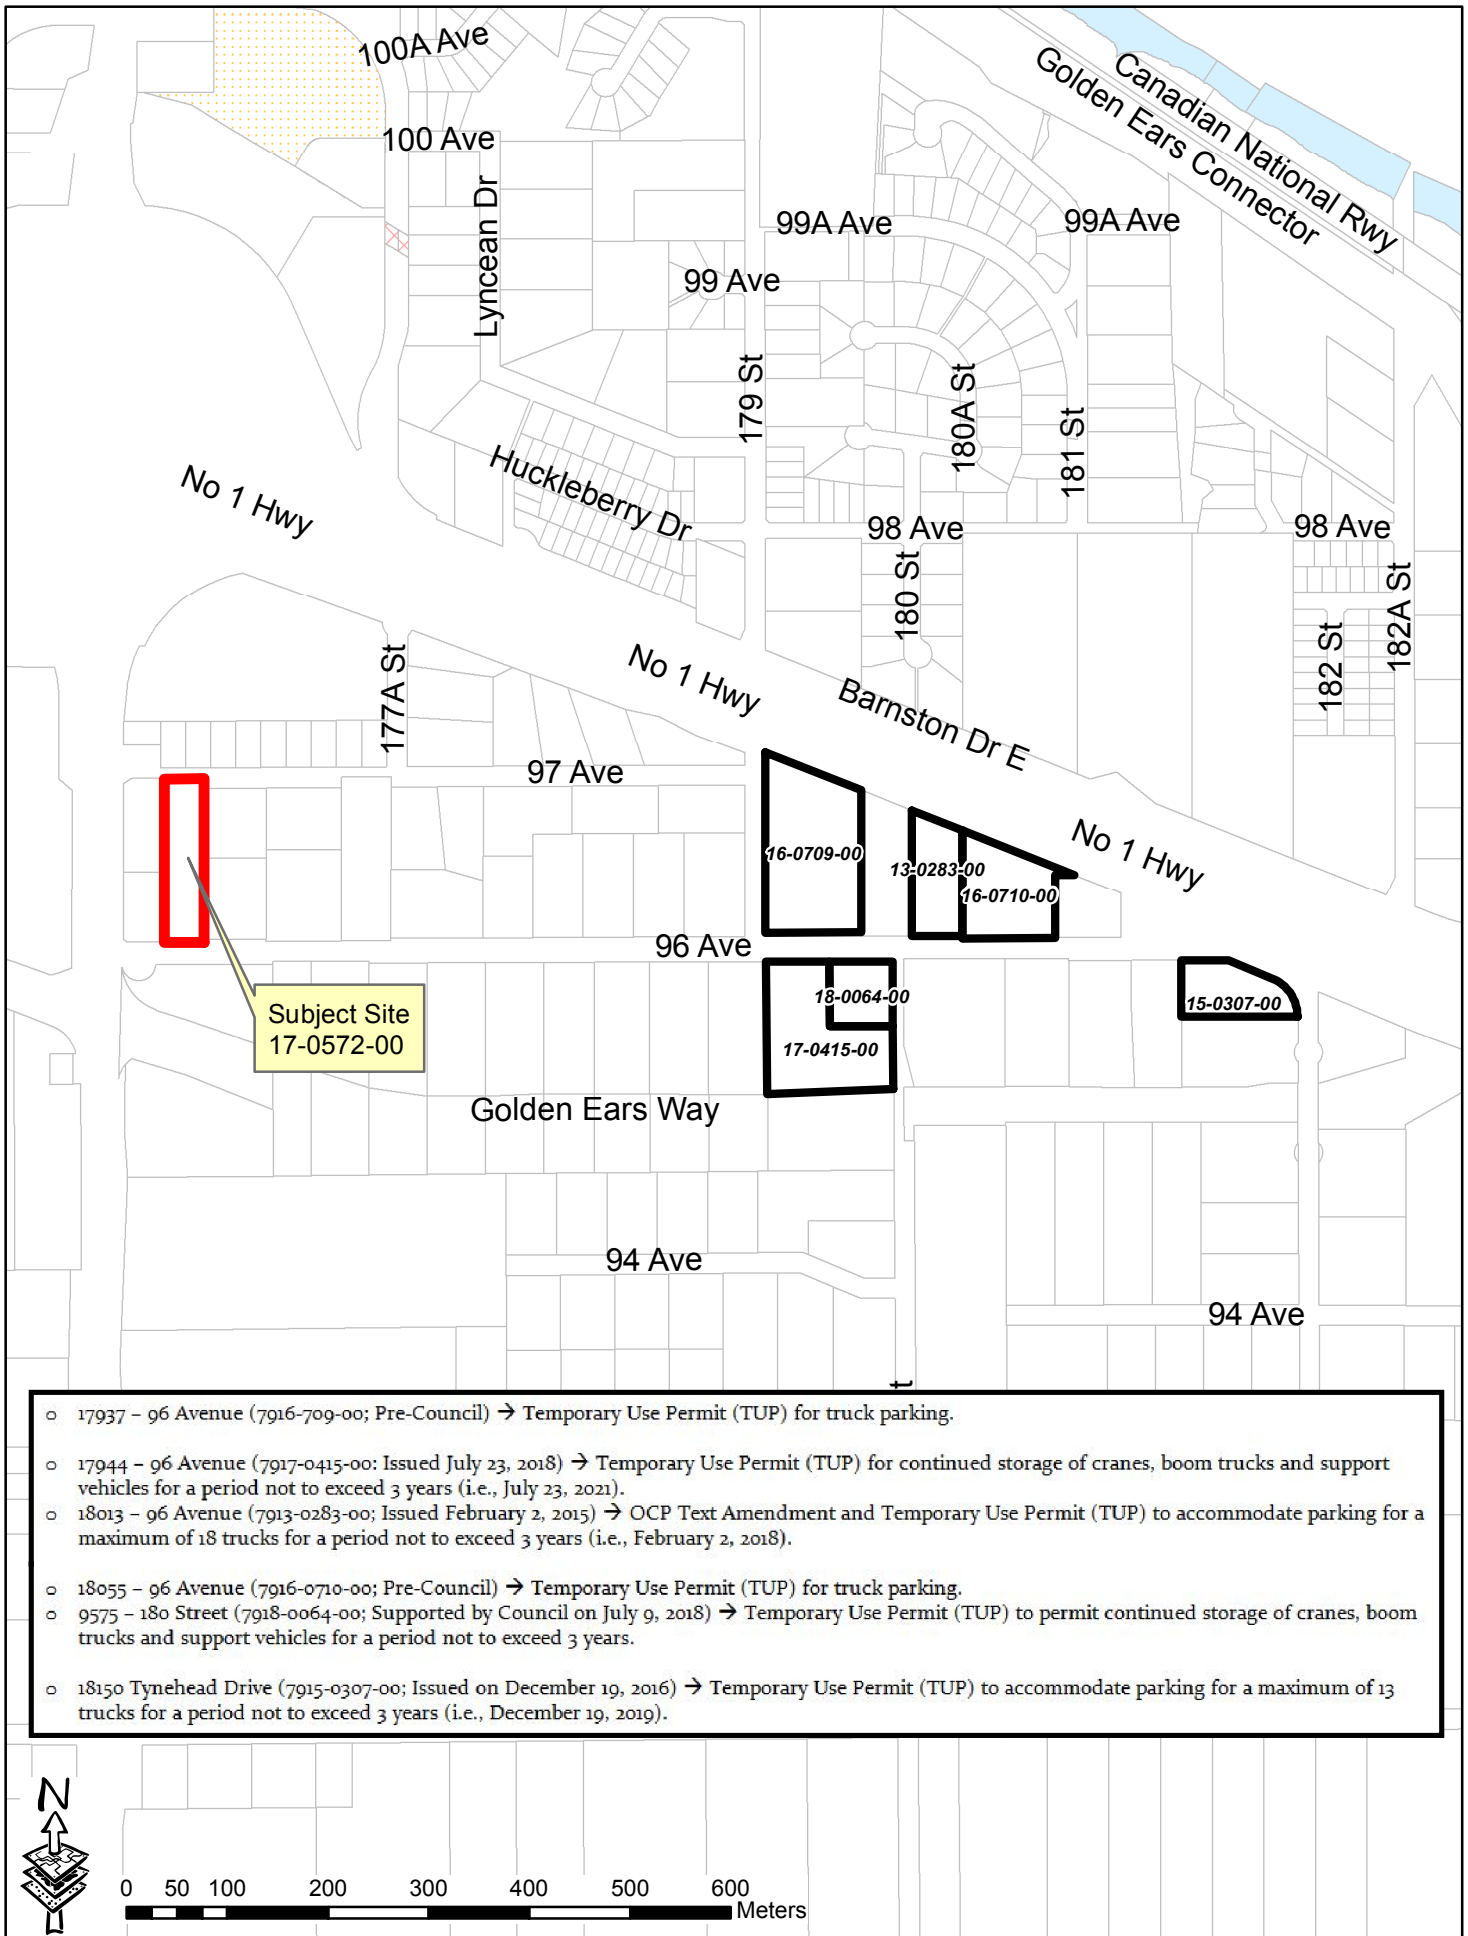 100A Ave
Canadian National Rwy
Golden Ears Connector
100 Ave
Lyncean Dr
99A Ave
99A Ave
99 Ave
179 St
180A St
181 St
No 1 Hwy
Huckleberry Dr
98 Ave
98 Ave
180 St
182A St
182 St
177A St
No 1 Hwy
Barnston Dr E
97 Ave
No 1 Hwy
16-0709-00
13-0283-00
16-0710-00
96 Ave
18-0064-00
15-0307-00
17-0415-00
Subject Site
17-0572-00
Golden Ears Way
94 Ave
94 Ave
t
o 17937 – 96 Avenue (7916-709-00; Pre-Council) → Temporary Use Permit (TUP) for truck parking.
o 17944 – 96 Avenue (7917-0415-00: Issued July 23, 2018) → Temporary Use Permit (TUP) for continued storage of cranes, boom trucks and support
vehicles for a period not to exceed 3 years (i.e., July 23, 2021).
o 18013 – 96 Avenue (7913-0283-00; Issued February 2, 2015) → OCP Text Amendment and Temporary Use Permit (TUP) to accommodate parking for a
maximum of 18 trucks for a period not to exceed 3 years (i.e., February 2, 2018).
o 18055 – 96 Avenue (7916-0710-00; Pre-Council) → Temporary Use Permit (TUP) for truck parking.
o 9575 – 180 Street (7918-0064-00; Supported by Council on July 9, 2018) → Temporary Use Permit (TUP) to permit continued storage of cranes, boom
trucks and support vehicles for a period not to exceed 3 years.
o 18150 Tynehead Drive (7915-0307-00; Issued on December 19, 2016) → Temporary Use Permit (TUP) to accommodate parking for a maximum of 13
trucks for a period not to exceed 3 years (i.e., December 19, 2019).
N
0 50 100 200 300 400 500 600
Meters